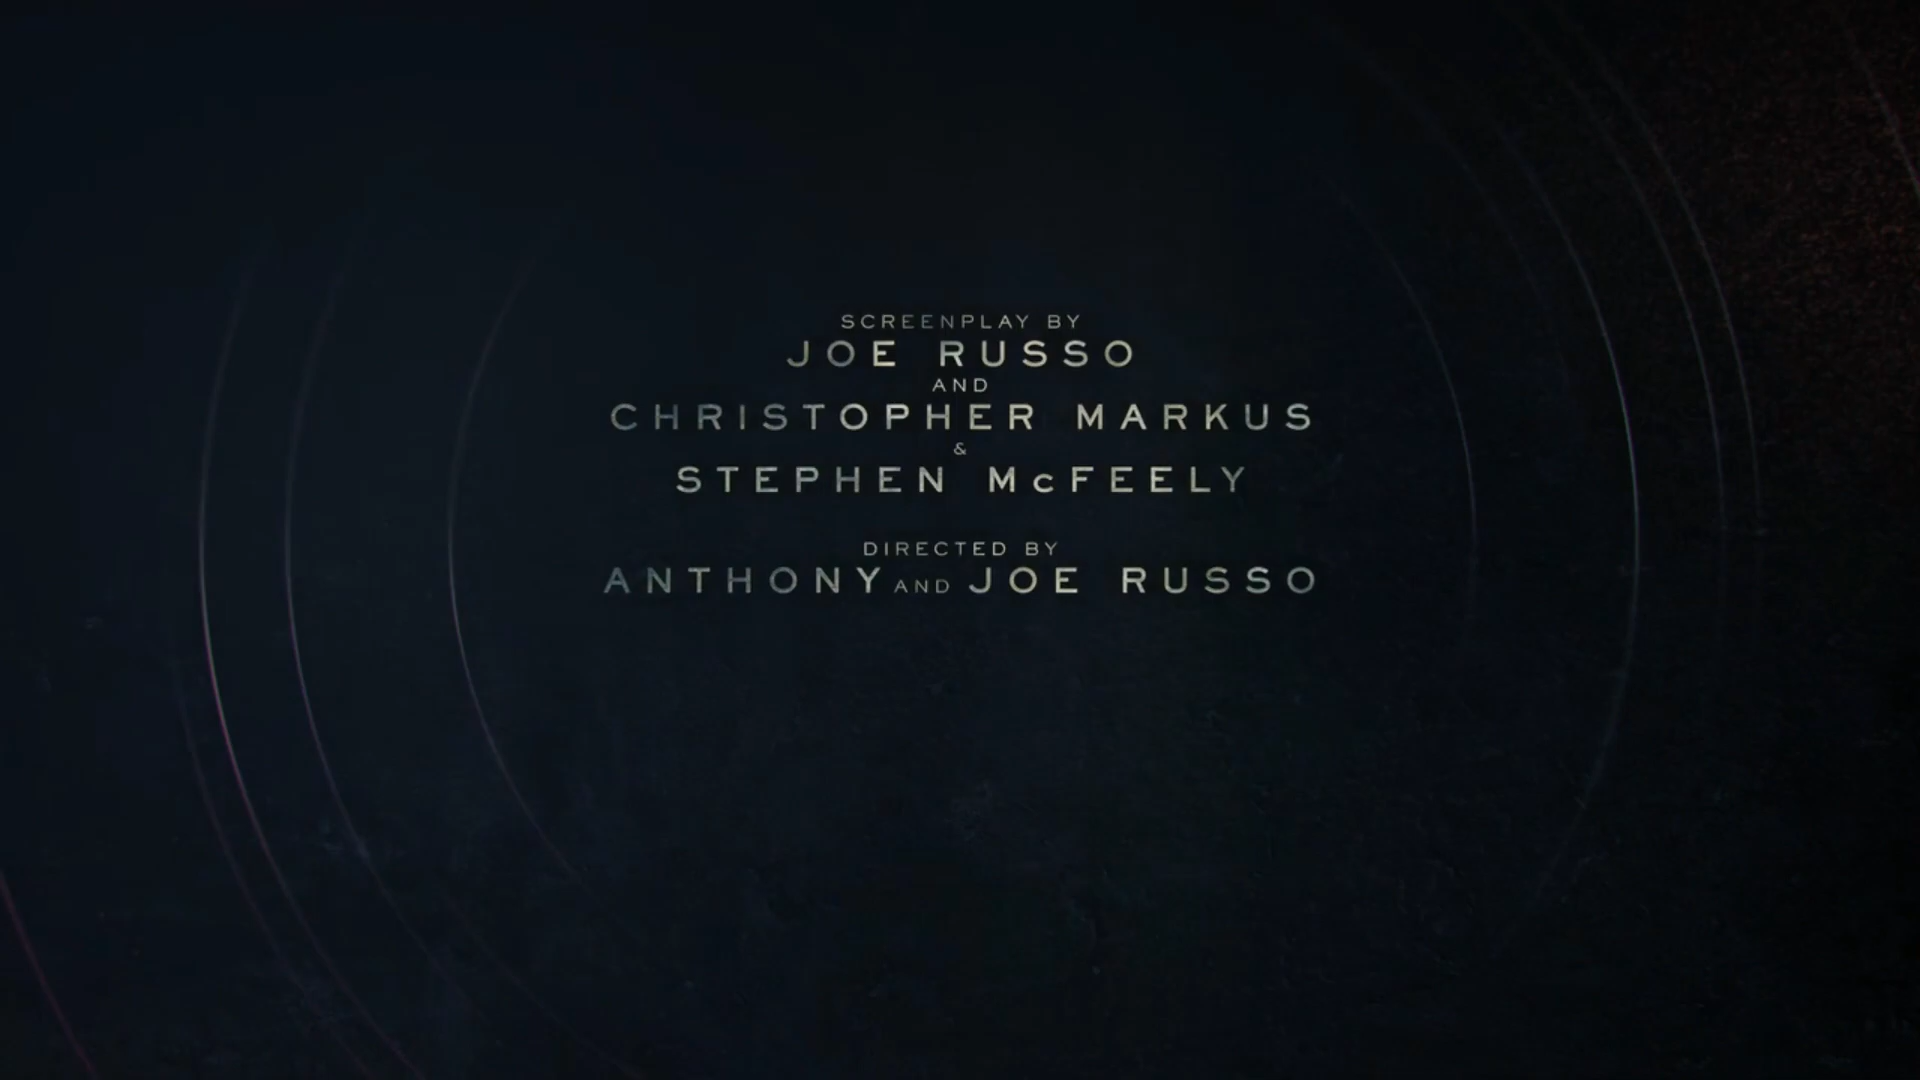 SCREENPLAY BY
JOE RUSSO
AND
CHRISTOPHER MARKUS
&
STEPHEN McFEELY
DIRECTED BY
ANTHONY AND JOE RUSSO